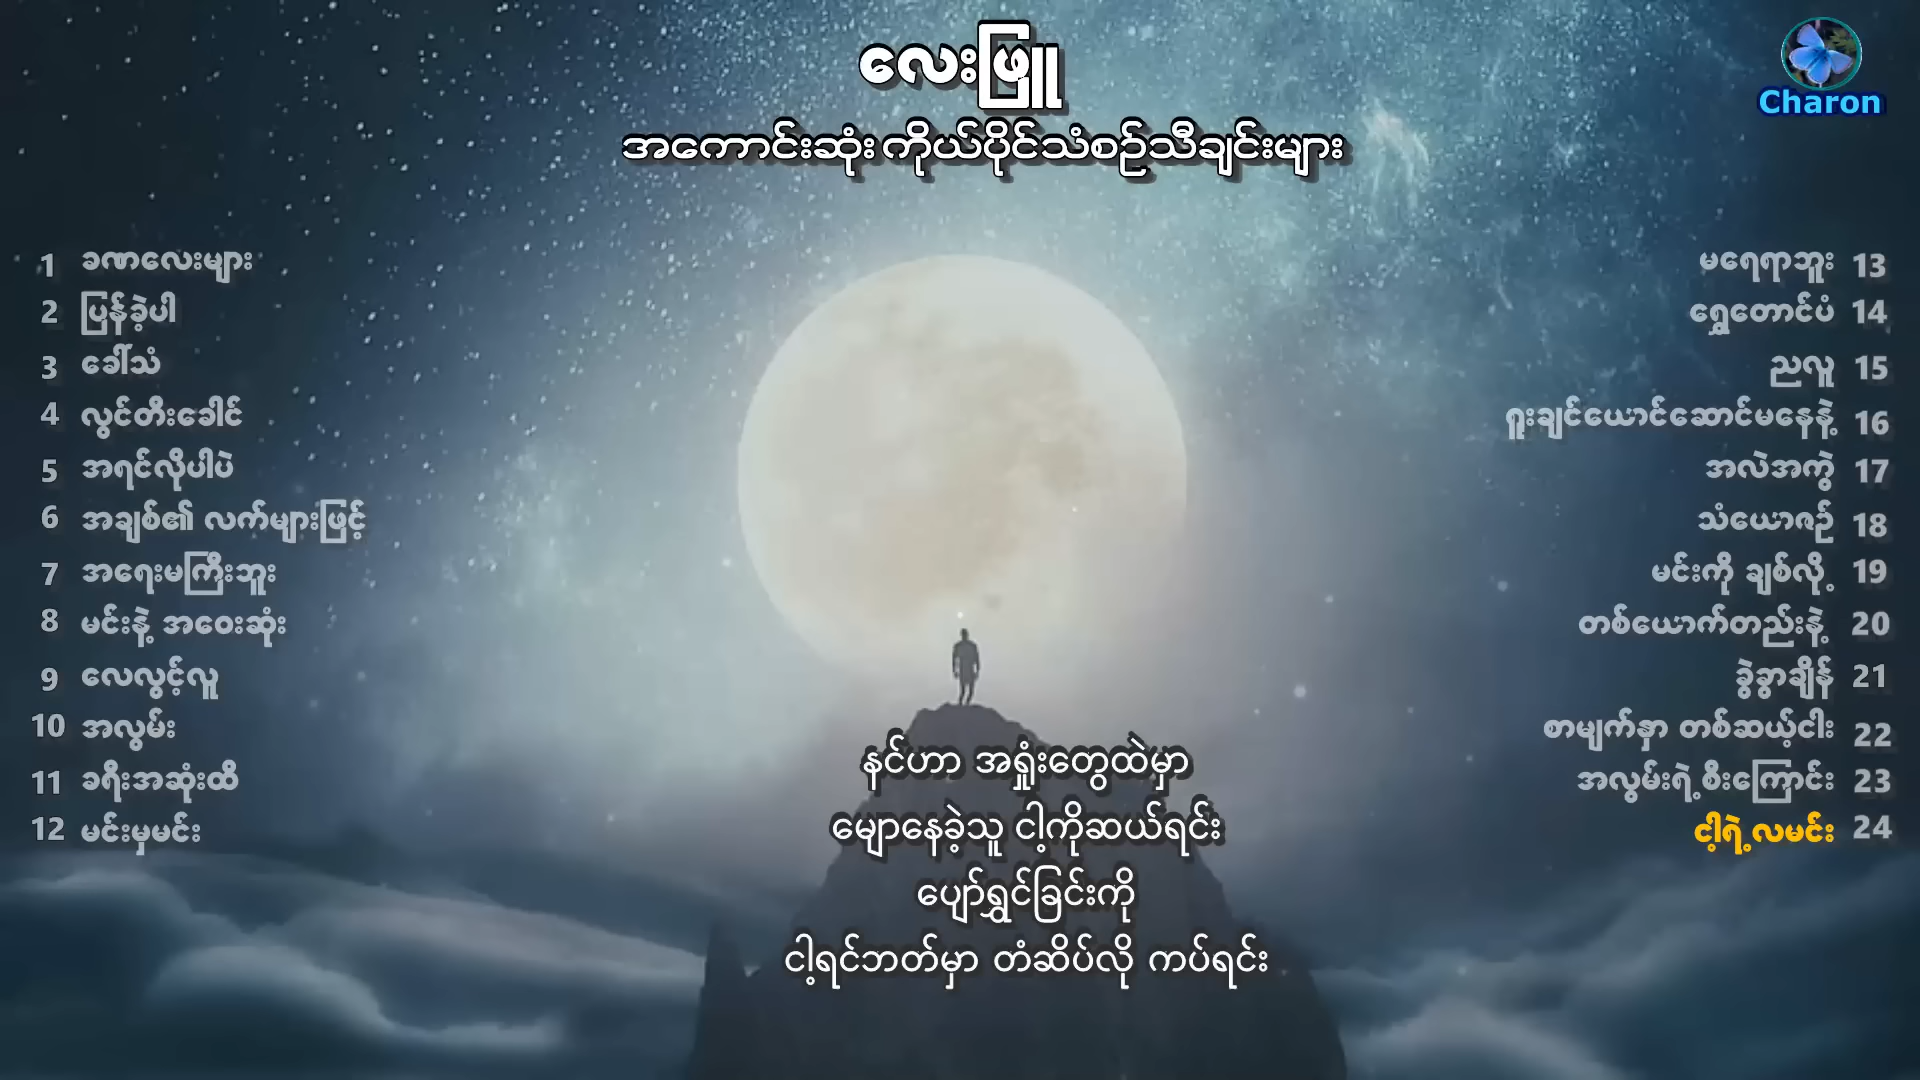 လေးဖြူ
အကောင်းဆုံး ကိုယ်ပိုင်သံစဉ်သီချင်းများ
Charon
1 ခဏလေးများ
2 ပြန်ခဲ့ပါ
3 ခေါ်သံ
4 လွင်တီးခေါင်
5 အရင်လိုပါပဲ
6 အချစ်၏ လက်များဖြင့်
7 အရေးမကြီးဘူး
8 မင်းနဲ့ အဝေးဆုံး
9 လေလွင့်လူ
10 အလွမ်း
11 ခရီးအဆုံးထိ
12 မင်းမှမင်း
မရေရာဘူး 13
ရွှေတောင်ပံ 14
ညလူ 15
ရူးချင်ယောင်ဆောင်မနေနဲ့ 16
အလဲအကွဲ 17
သံယောဇဉ် 18
မင်းကို ချစ်လို့ 19
တစ်ယောက်တည်းနဲ့ 20
ခွဲခွာချိန် 21
စာမျက်နှာ တစ်ဆယ့်ငါး 22
အလွမ်းရဲ့စီးကြောင်း 23
ငါ့ရဲ့လမင်း 24
နင်ဟာ အရှုံးတွေထဲမှာ
မျောနေခဲ့သူ ငါ့ကိုဆယ်ရင်း
ပျော်ရွှင်ခြင်းကို
ငါ့ရင်ဘတ်မှာ တံဆိပ်လို ကပ်ရင်း